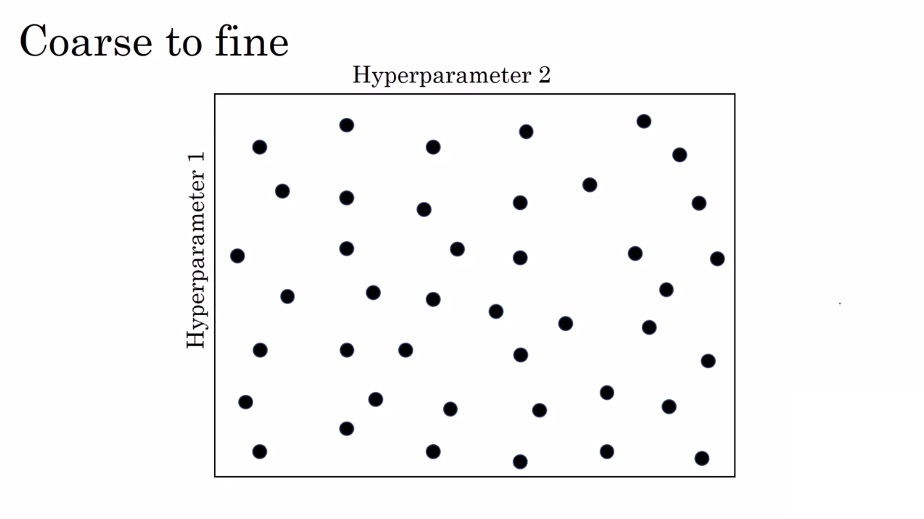 Coarse to fine
Hyperparameter 2
Hyperparameter 1